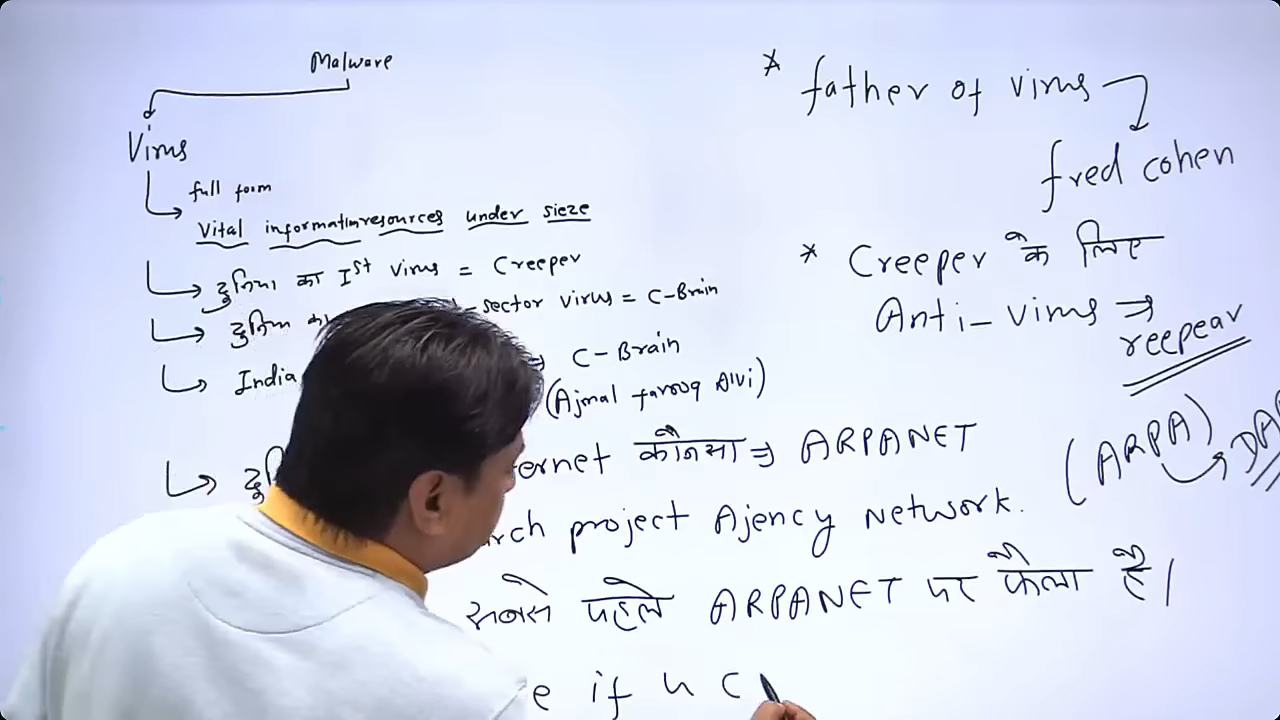 Malware
Virus
full form
Vital information resources under sieze
दुनिया का Ist virus = Creeper
दुनिया का -sector virus = C-Brain
India ⇒ C-Brain
(Ajmal farooq Alvi)
ernet कौनसा ⇒ ARPANET
rch project Ajency Network.
सबसे पहले ARPANET पर फैला है।
e if u c
* father of virus
fred cohen
* Creeper के लिए
Anti-virus ⇒
reepear
(ARPA)
DAR